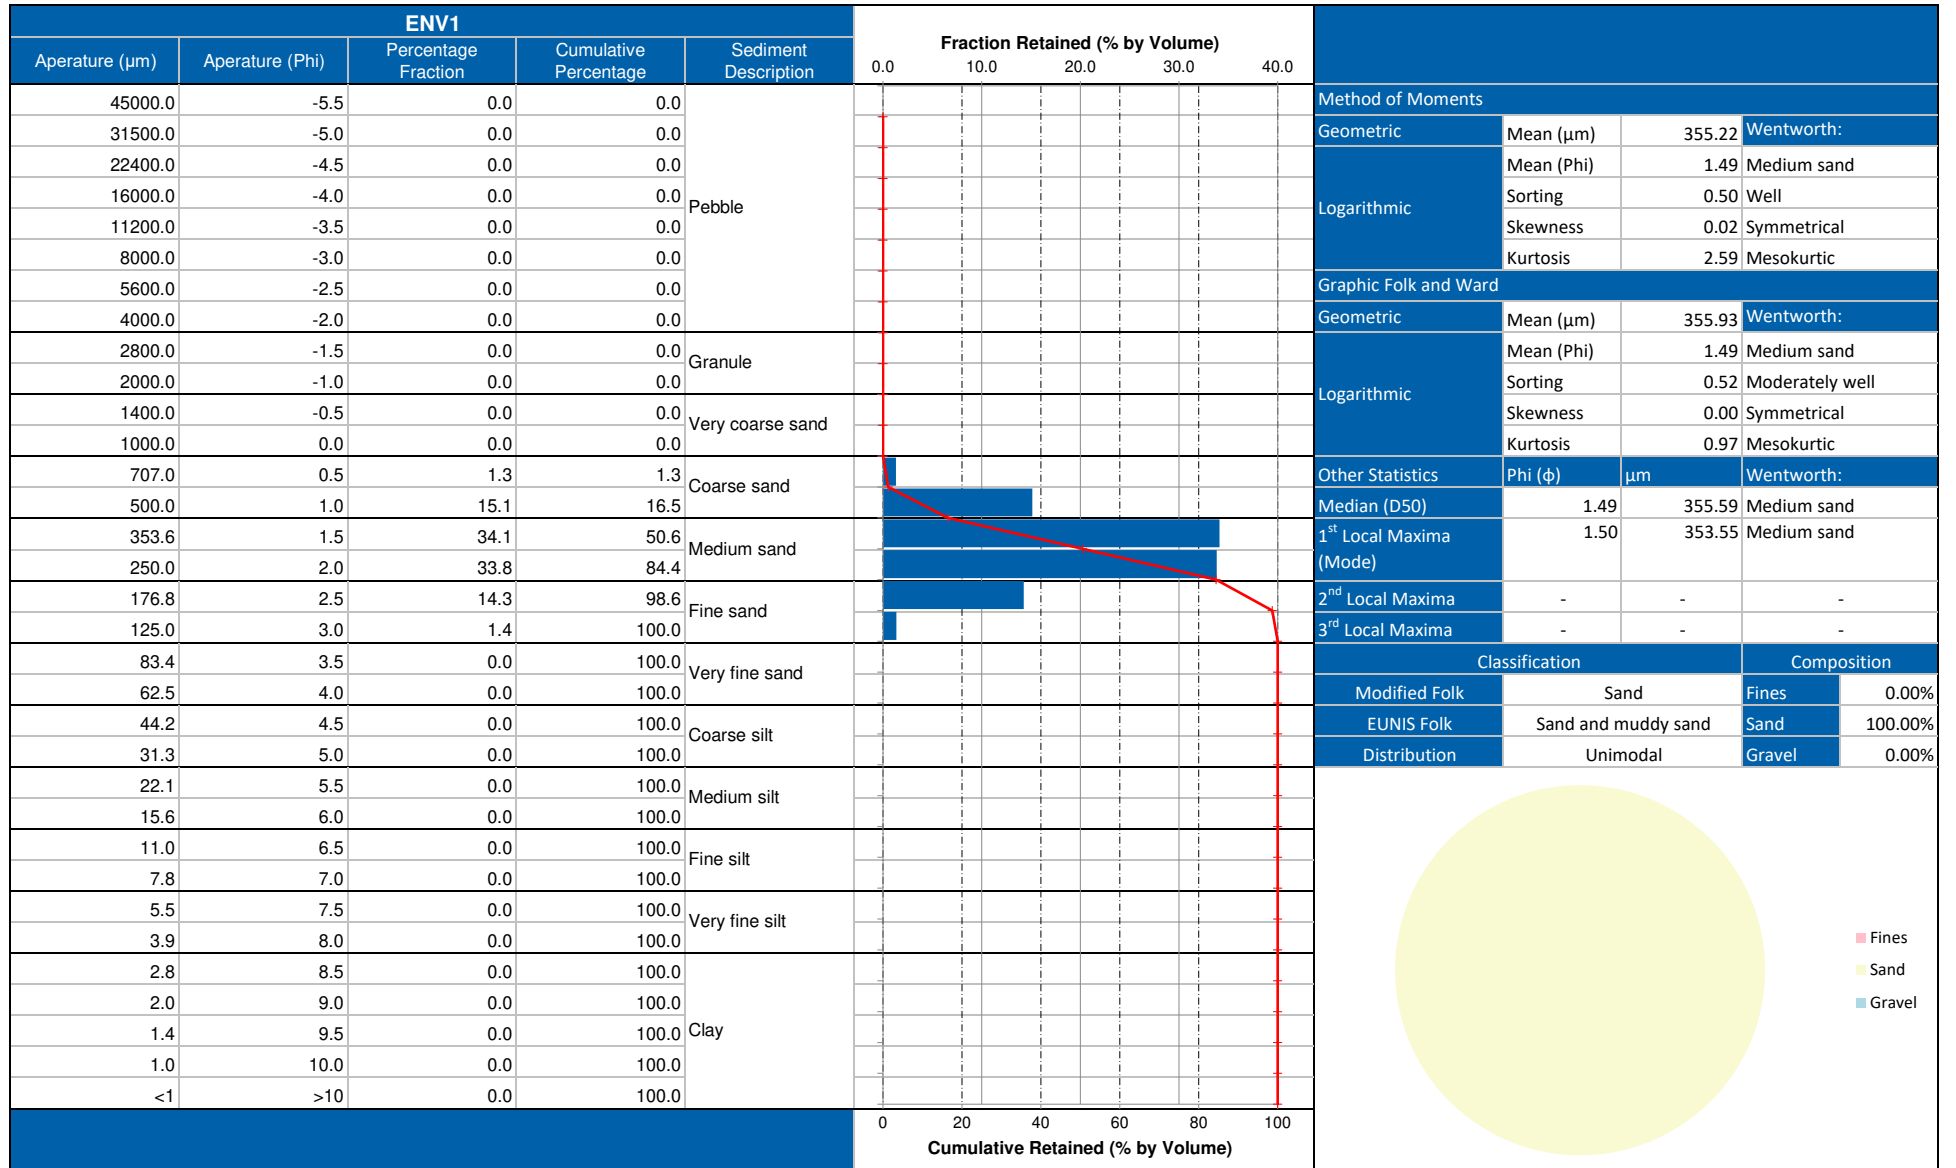 ENV1
Aperature (µm) Aperature (Phi) Percentage Fraction Cumulative Percentage Sediment Description
45000.0 -5.5 0.0 0.0
31500.0 -5.0 0.0 0.0
22400.0 -4.5 0.0 0.0
16000.0 -4.0 0.0 0.0 Pebble
11200.0 -3.5 0.0 0.0
8000.0 -3.0 0.0 0.0
5600.0 -2.5 0.0 0.0
4000.0 -2.0 0.0 0.0
2800.0 -1.5 0.0 0.0 Granule
2000.0 -1.0 0.0 0.0
1400.0 -0.5 0.0 0.0 Very coarse sand
1000.0 0.0 0.0 0.0
707.0 0.5 1.3 1.3 Coarse sand
500.0 1.0 15.1 16.5
353.6 1.5 34.1 50.6 Medium sand
250.0 2.0 33.8 84.4
176.8 2.5 14.3 98.6 Fine sand
125.0 3.0 1.4 100.0
83.4 3.5 0.0 100.0 Very fine sand
62.5 4.0 0.0 100.0
44.2 4.5 0.0 100.0 Coarse silt
31.3 5.0 0.0 100.0
22.1 5.5 0.0 100.0 Medium silt
15.6 6.0 0.0 100.0
11.0 6.5 0.0 100.0 Fine silt
7.8 7.0 0.0 100.0
5.5 7.5 0.0 100.0 Very fine silt
3.9 8.0 0.0 100.0
2.8 8.5 0.0 100.0
2.0 9.0 0.0 100.0
1.4 9.5 0.0 100.0 Clay
1.0 10.0 0.0 100.0
<1 >10 0.0 100.0
Fraction Retained (% by Volume)
0.0 10.0 20.0 30.0 40.0
0 20 40 60 80 100
Cumulative Retained (% by Volume)
Method of Moments
Geometric Mean (µm) 355.22 Wentworth:
Logarithmic
Mean (Phi) 1.49 Medium sand
Sorting 0.50 Well
Skewness 0.02 Symmetrical
Kurtosis 2.59 Mesokurtic
Graphic Folk and Ward
Geometric Mean (µm) 355.93 Wentworth:
Logarithmic
Mean (Phi) 1.49 Medium sand
Sorting 0.52 Moderately well
Skewness 0.00 Symmetrical
Kurtosis 0.97 Mesokurtic
Other Statistics Phi (ϕ) µm Wentworth:
Median (D50) 1.49 355.59 Medium sand
1st Local Maxima (Mode) 1.50 353.55 Medium sand
2nd Local Maxima - - -
3rd Local Maxima - - -
Classification Composition
Modified Folk Sand Fines 0.00%
EUNIS Folk Sand and muddy sand Sand 100.00%
Distribution Unimodal Gravel 0.00%
Fines
Sand
Gravel